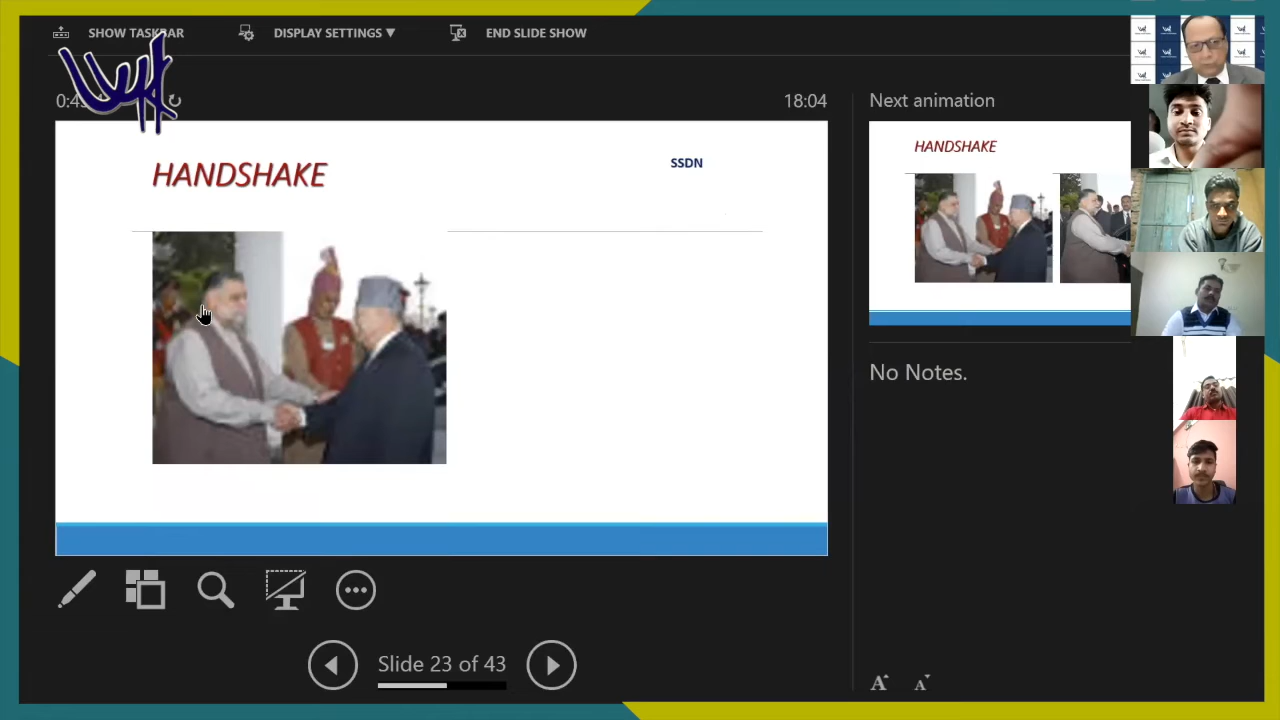 SHOW TASKBAR
DISPLAY SETTINGS ▼
END SLIDE SHOW
18:04
Next animation
HANDSHAKE
SSDN
HANDSHAKE
No Notes.
Slide 23 of 43
A
A